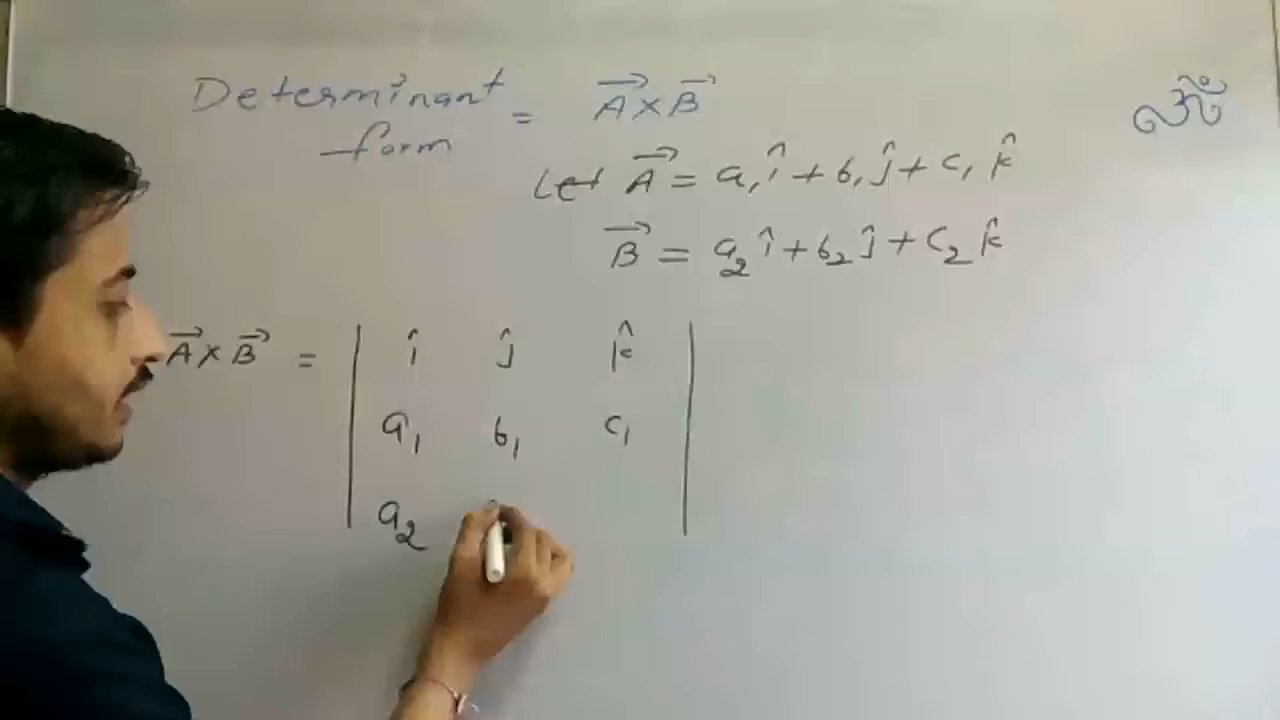 Determinant = A⃗ × B⃗
form
ॐ
Let A⃗ = a₁î + b₁ĵ + c₁k̂
B⃗ = a₂î + b₂ĵ + c₂k̂
A⃗ × B⃗ = | î ĵ k̂ |
a₁ b₁ c₁
a₂